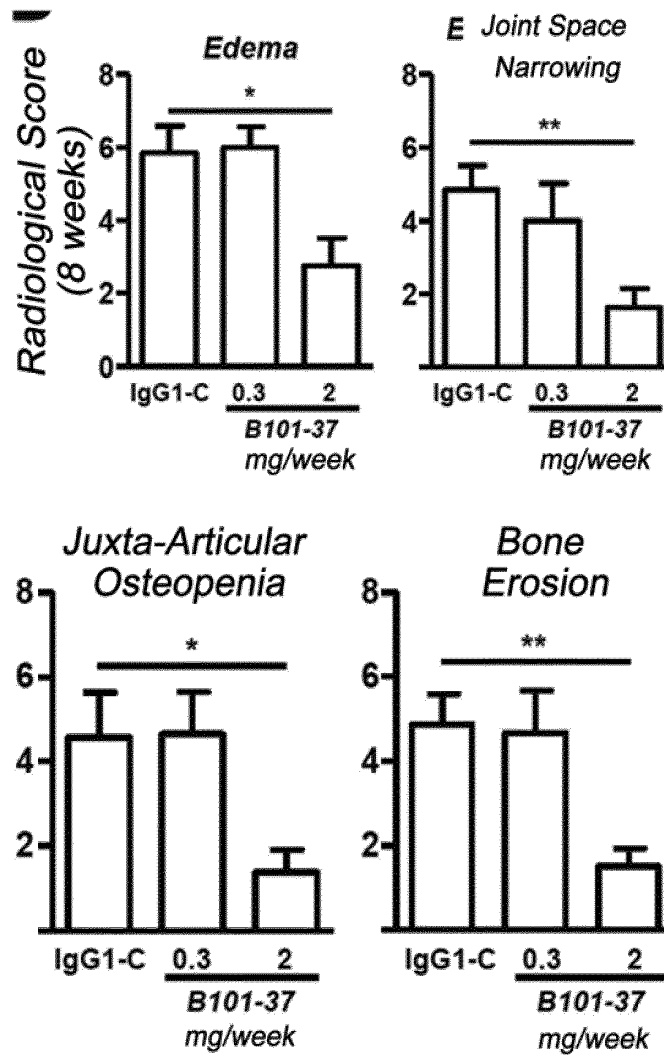 Edema
E Joint Space
Narrowing
Radiological Score
(8 weeks)
8
6
4
2
0
*
IgG1-C 0.3 2
B101-37
mg/week
8
6
4
2
**
IgG1-C 0.3 2
B101-37
mg/week
Juxta-Articular
Osteopenia
8
6
4
2
*
IgG1-C 0.3 2
B101-37
mg/week
Bone
Erosion
8
6
4
2
**
IgG1-C 0.3 2
B101-37
mg/week